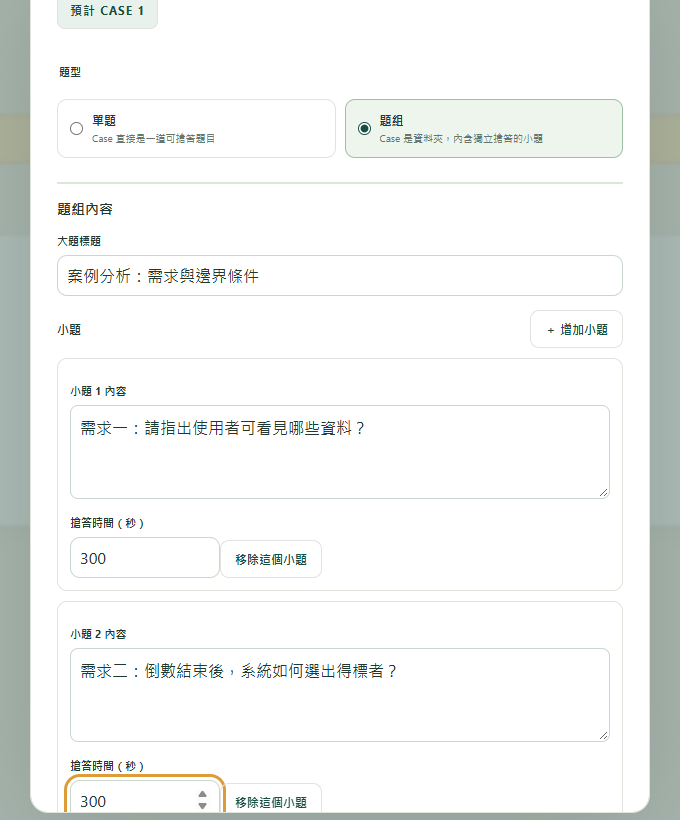 預計 CASE 1
題型
單題
Case 直接是一道可搶答題目
題組
Case 是資料夾，內含獨立搶答的小題
題組內容
大題標題
案例分析：需求與邊界條件
小題
+ 增加小題
小題 1 內容
需求一：請指出使用者可看見哪些資料？
搶答時間（秒）
300
移除這個小題
小題 2 內容
需求二：倒數結束後，系統如何選出得標者？
搶答時間（秒）
300
移除這個小題